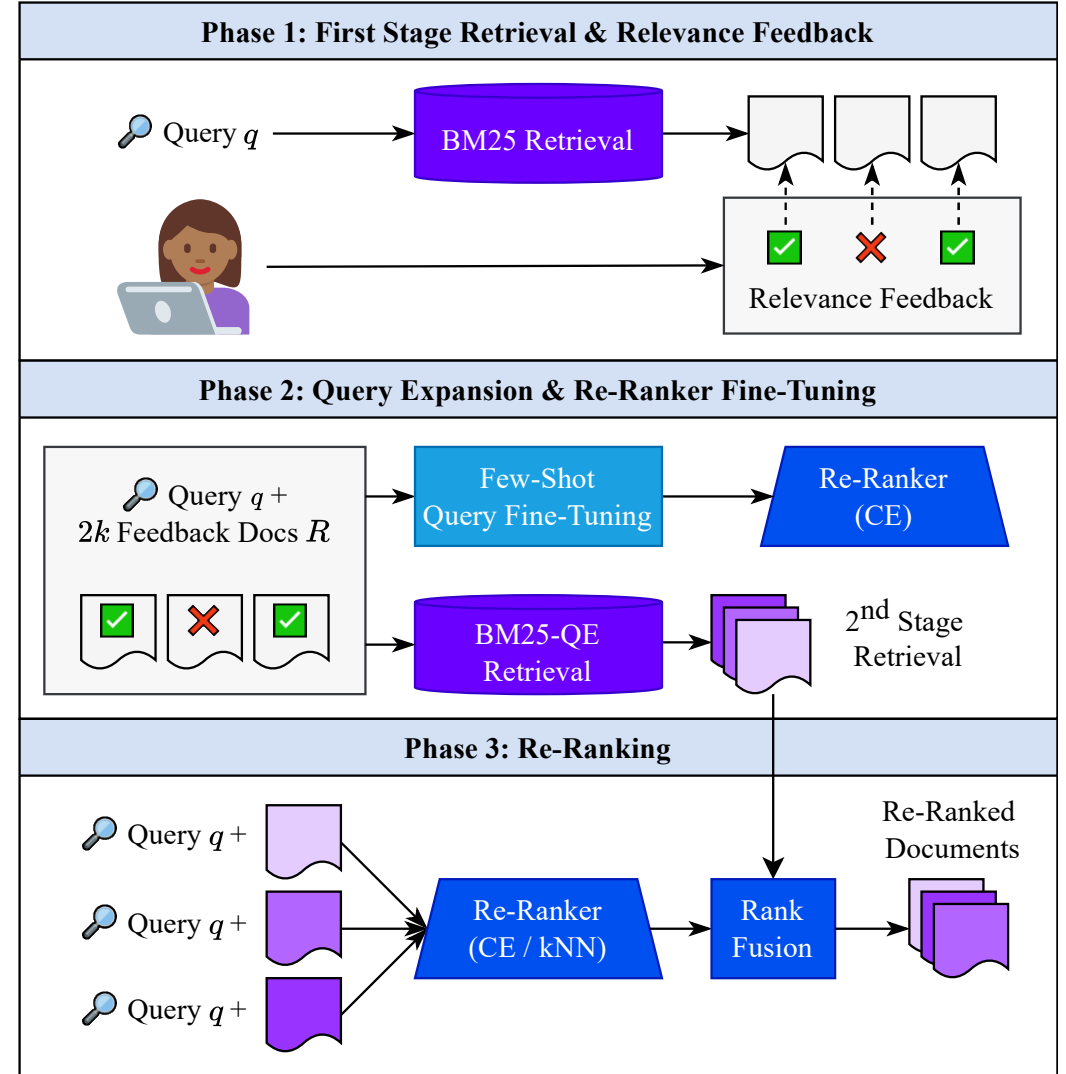 Phase 1: First Stage Retrieval & Relevance Feedback
Query q
BM25 Retrieval
Relevance Feedback
Phase 2: Query Expansion & Re-Ranker Fine-Tuning
Query q +
2k Feedback Docs R
Few-Shot
Query Fine-Tuning
Re-Ranker
(CE)
BM25-QE
Retrieval
2nd Stage
Retrieval
Phase 3: Re-Ranking
Query q +
Query q +
Query q +
Re-Ranker
(CE / kNN)
Rank
Fusion
Re-Ranked
Documents